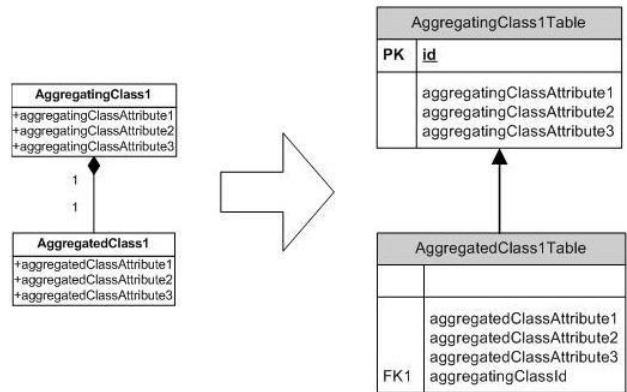 AggregatingClass1
+aggregatingClassAttribute1
+aggregatingClassAttribute2
+aggregatingClassAttribute3
1
1
AggregatedClass1
+aggregatedClassAttribute1
+aggregatedClassAttribute2
+aggregatedClassAttribute3
AggregatingClass1Table
PK id
aggregatingClassAttribute1
aggregatingClassAttribute2
aggregatingClassAttribute3
AggregatedClass1Table
aggregatedClassAttribute1
aggregatedClassAttribute2
aggregatedClassAttribute3
FK1 aggregatingClassId